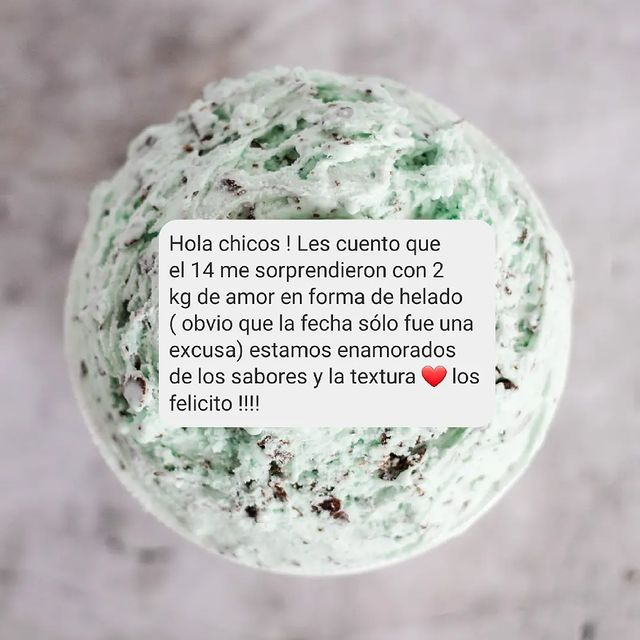 Hola chicos ! Les cuento que
el 14 me sorprendieron con 2
kg de amor en forma de helado
( obvio que la fecha sólo fue una
excusa) estamos enamorados
de los sabores y la textura ❤️ los
felicito !!!!